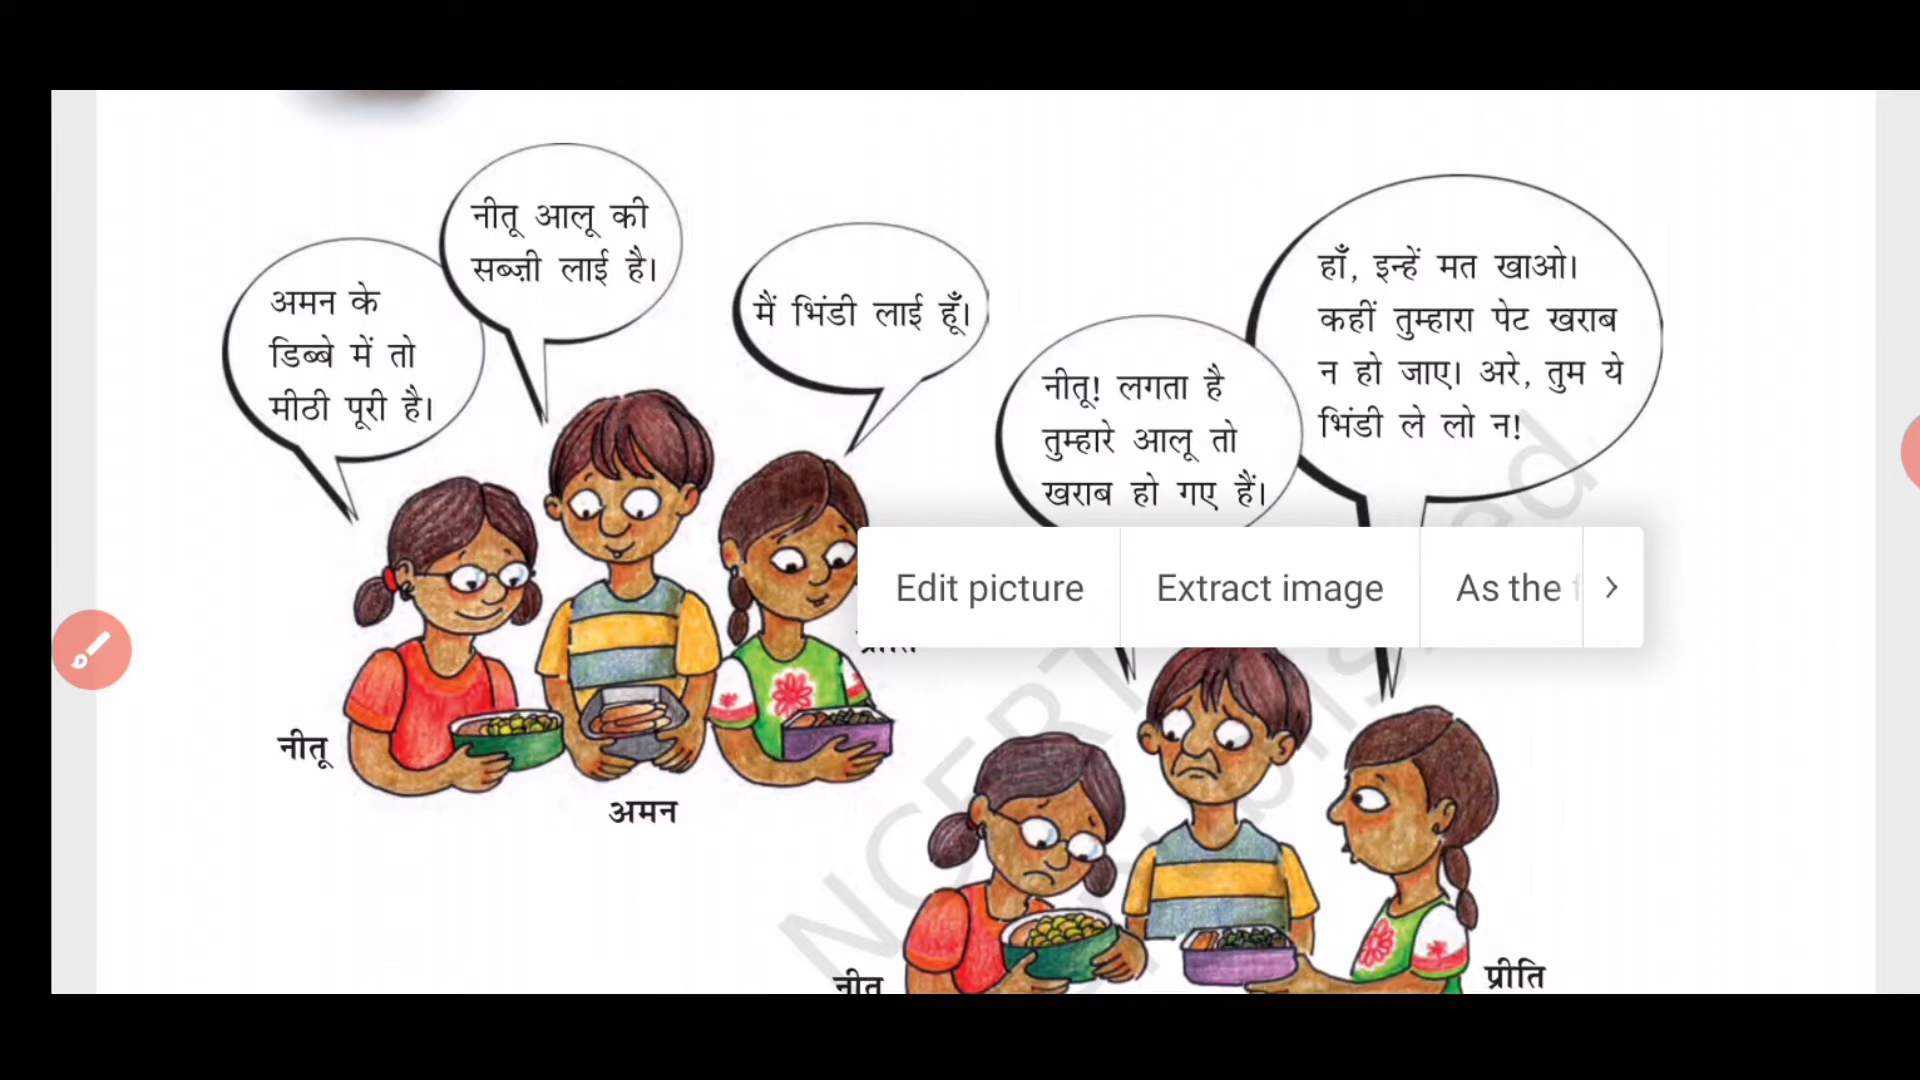 नीतू आलू की
सब्ज़ी लाई है।
अमन के
डिब्बे में तो
मीठी पूरी है।
मैं भिंडी लाई हूँ।
हाँ, इन्हें मत खाओ।
कहीं तुम्हारा पेट खराब
न हो जाए। अरे, तुम ये
भिंडी ले लो न!
नीतू! लगता है
तुम्हारे आलू तो
खराब हो गए हैं।
Edit picture
Extract image
As the
नीतू
अमन
प्रीति
नीतू
प्रीति
NCERT